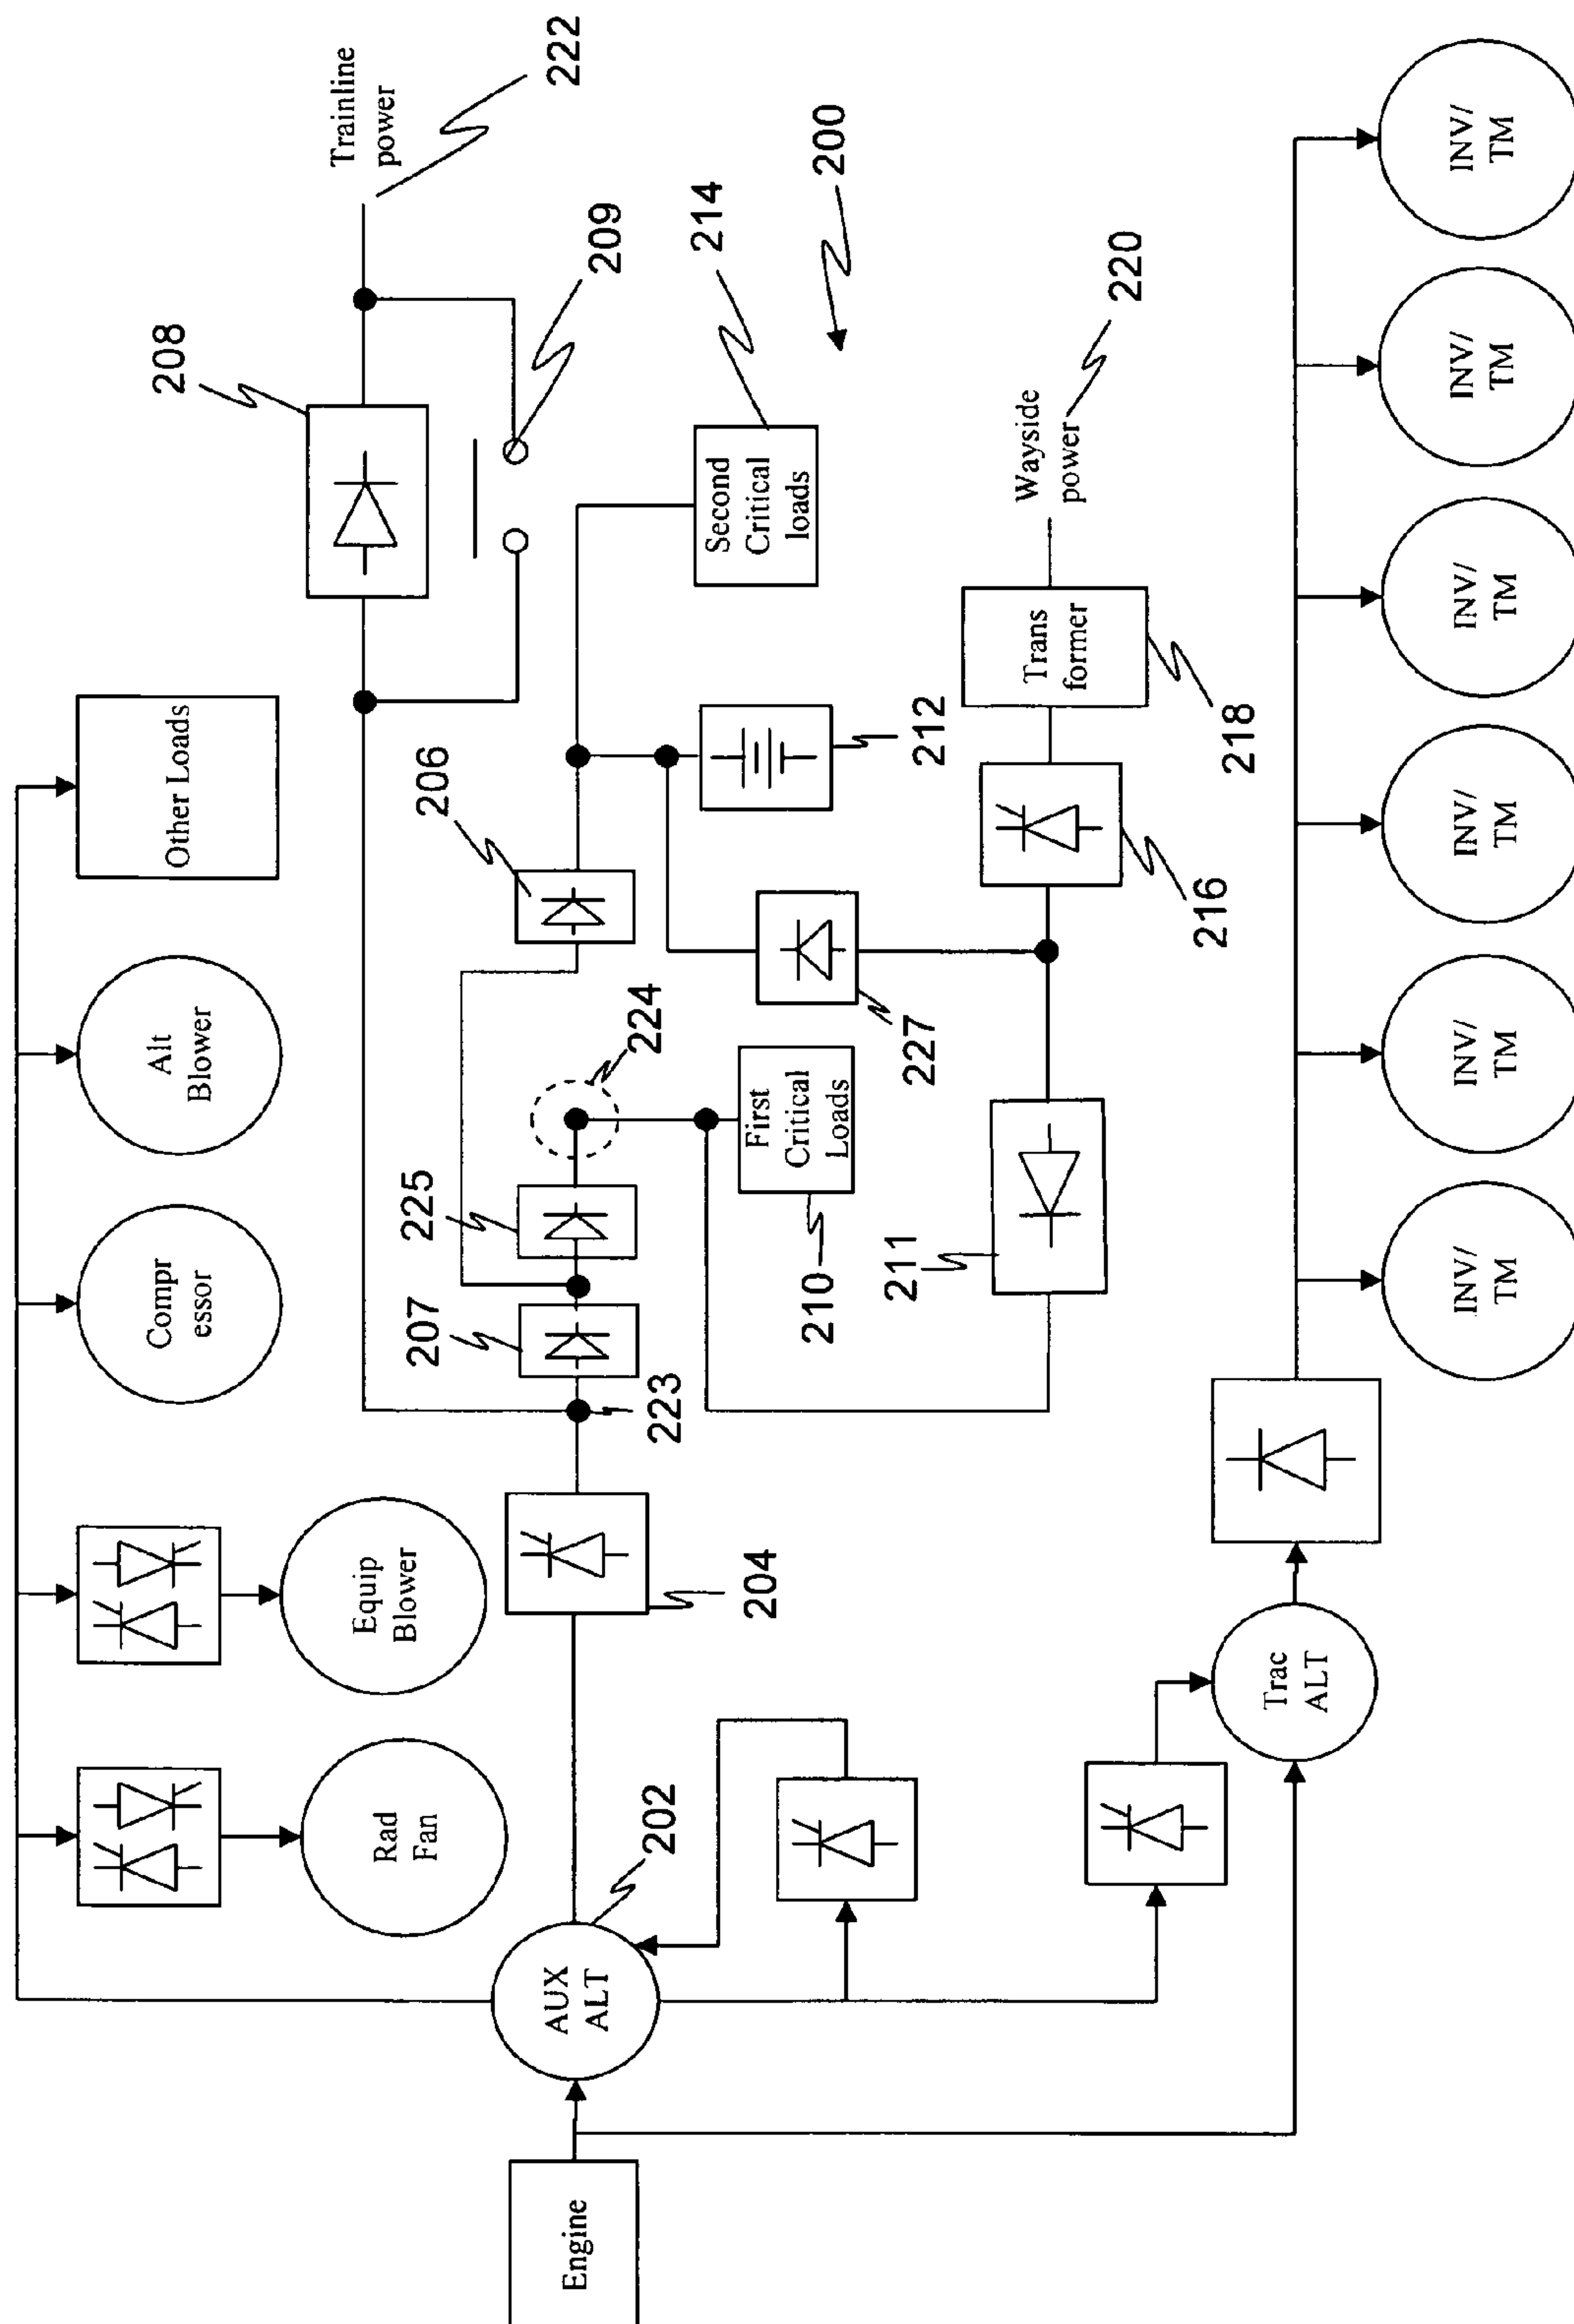 Trainline
power
222
208
209
200
Second
Critical
loads
214
Wayside
power
220
Other Loads
206
212
Trans
former
218
216
Alt
Blower
224
227
Compr
essor
225
First
Critical
Loads
207
210
211
223
Equip
Blower
204
Rad
Fan
202
AUX
ALT
Trac
ALT
Engine
INV/
TM
INV/
TM
INV/
TM
INV/
TM
INV/
TM
INV/
TM